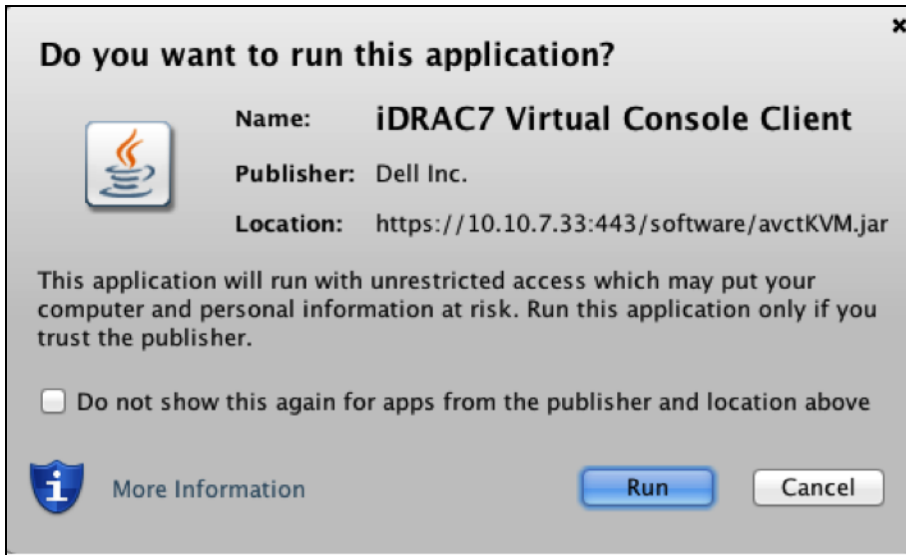 Do you want to run this application?
Name: iDRAC7 Virtual Console Client
Publisher: Dell Inc.
Location: https://10.10.7.33:443/software/avctKVM.jar
This application will run with unrestricted access which may put your
computer and personal information at risk. Run this application only if you
trust the publisher.
Do not show this again for apps from the publisher and location above
More Information
Run
Cancel